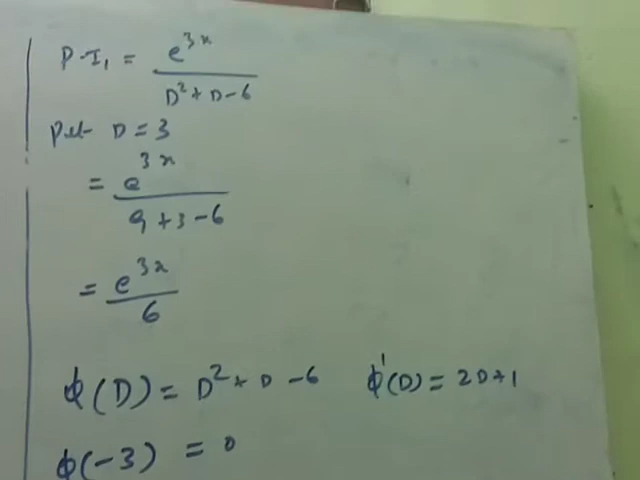 P.I₁ = e^3x / D² + D - 6
Put D = 3
= e^3x / 9 + 3 - 6
= e^3x / 6
ϕ(D) = D² + D - 6 ϕ'(D) = 2D+1
ϕ(-3) = 0